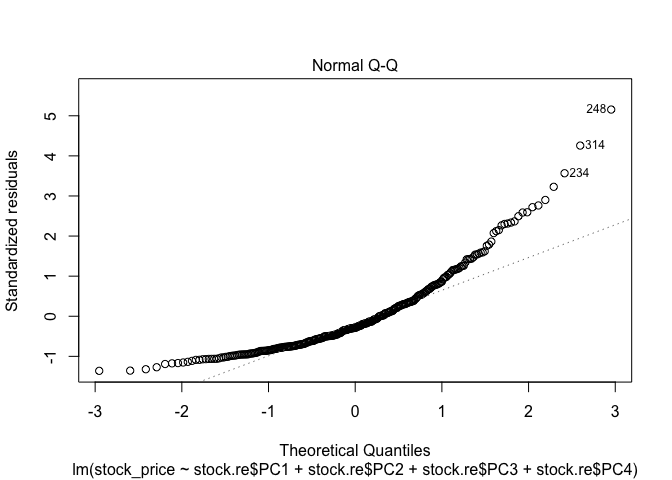 Normal Q-Q
5
4
3
2
1
0
-1
Standardized residuals
248
314
234
-3 -2 -1 0 1 2 3
Theoretical Quantiles
lm(stock_price ~ stock.re$PC1 + stock.re$PC2 + stock.re$PC3 + stock.re$PC4)